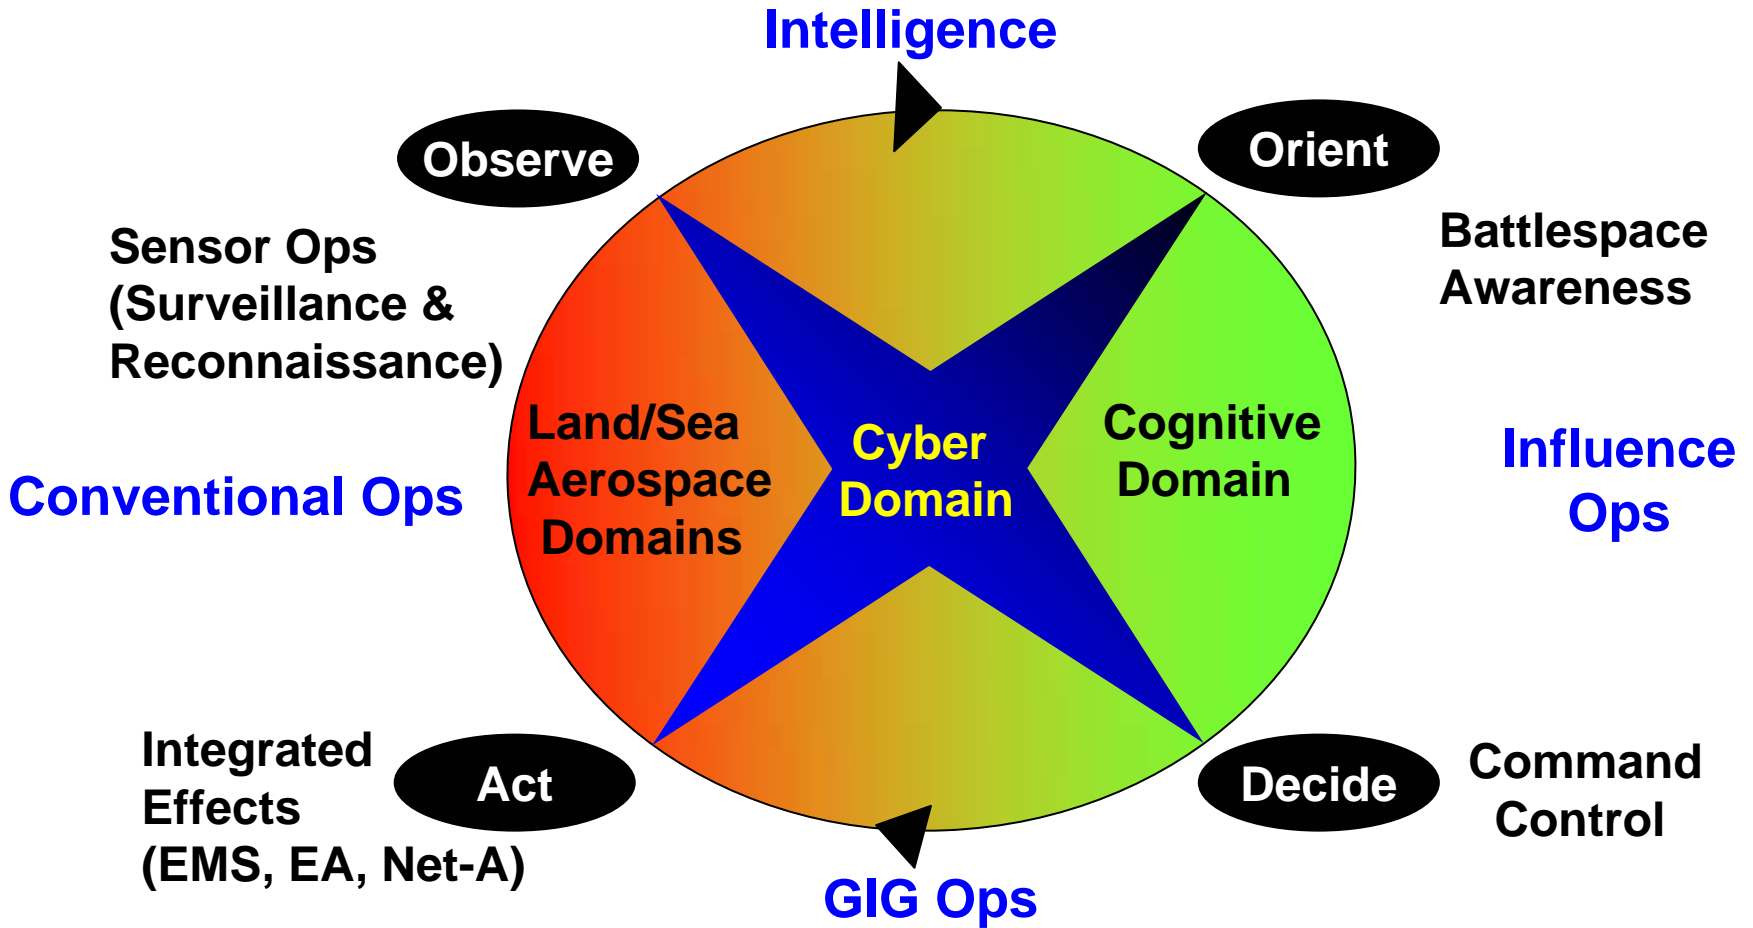 Intelligence
Observe
Orient
Sensor Ops
(Surveillance &
Reconnaissance)
Battlespace
Awareness
Conventional Ops
Land/Sea
Aerospace
Domains
Cyber
Domain
Cognitive
Domain
Influence
Ops
Integrated
Effects
(EMS, EA, Net-A)
Act
Decide
Command
Control
GIG Ops